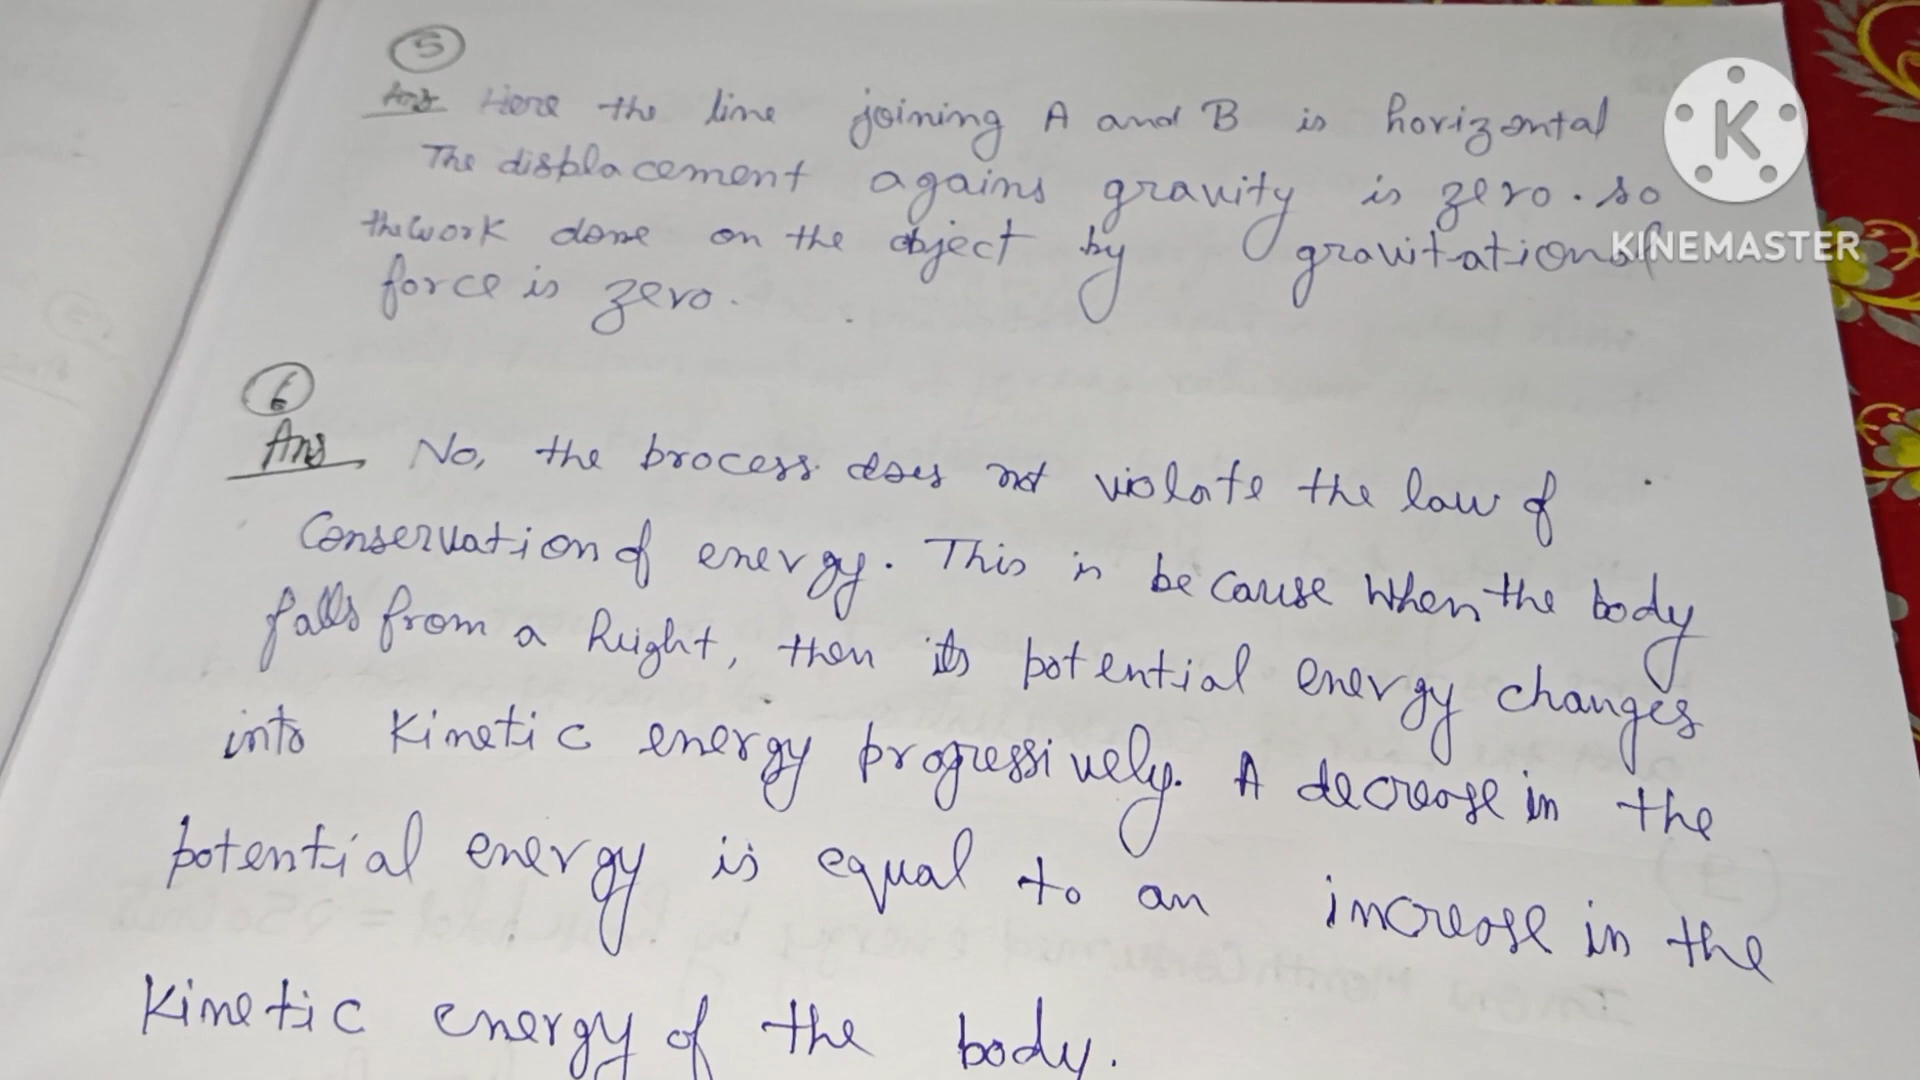 5
Ans Here the line joining A and B is horizontal
The displacement agains gravity is zero. so
the work done on the object by gravitational
force is zero.
KINEMASTER
6
Ans No, the process does not violate the law of
Conservation of energy. This is because When the body
falls from a hight, then its potential energy changes
into Kinetic energy progressively. A decrease in the
potential energy is equal to an increase in the
Kinetic energy of the body.